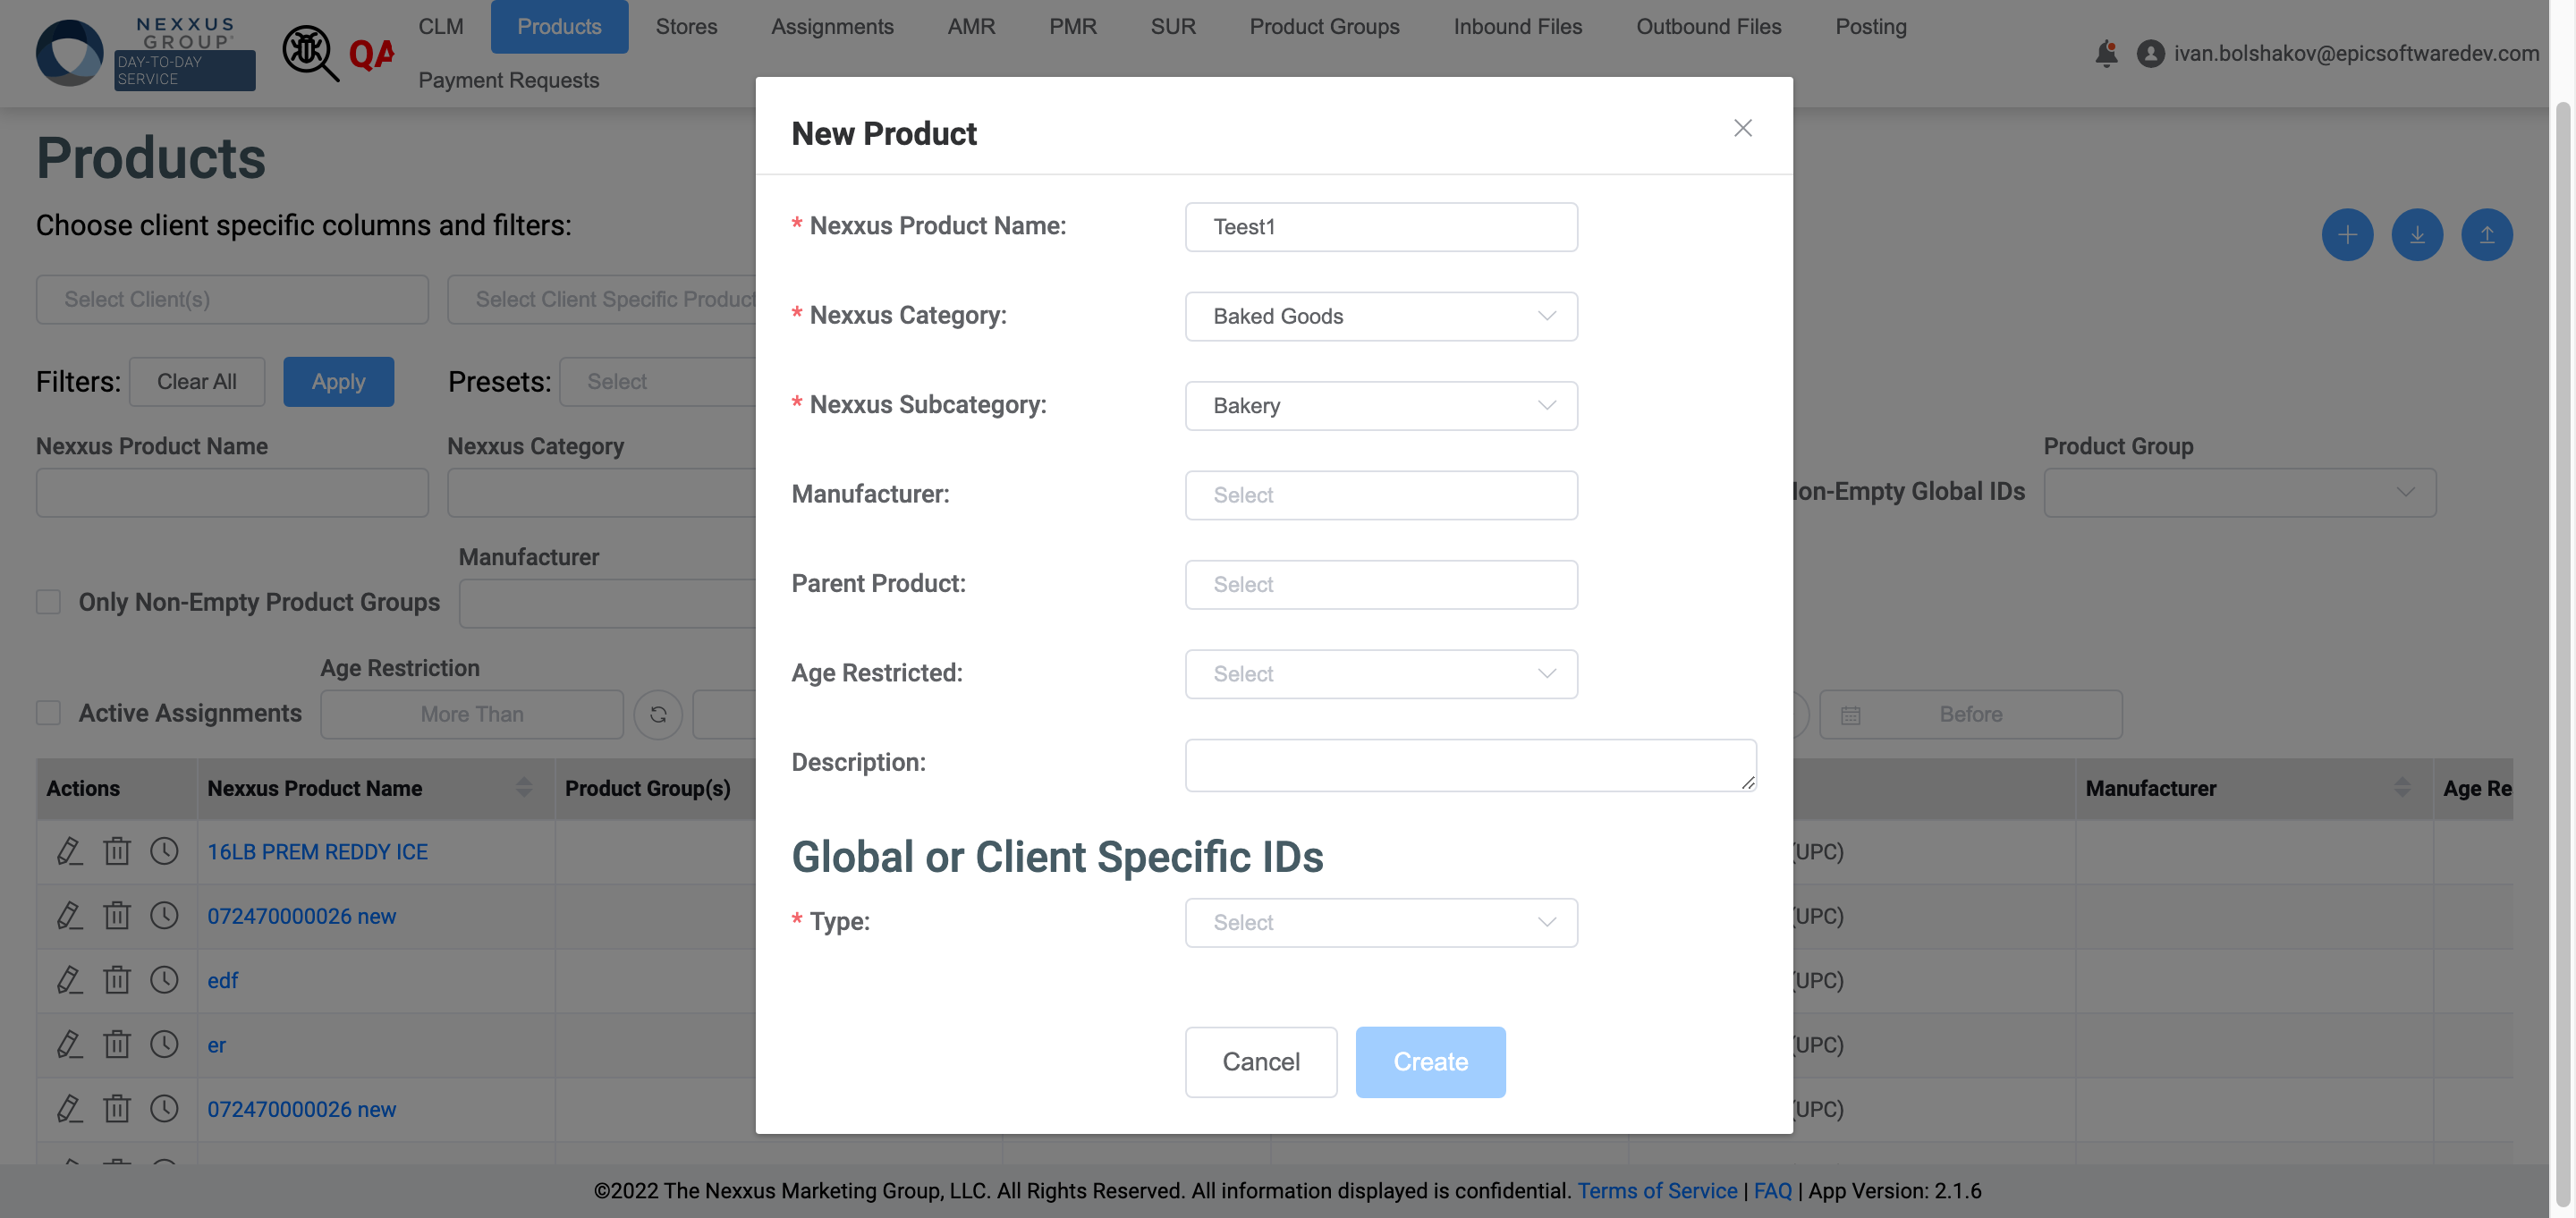 NEXXUS
GROUP
DAY-TO-DAY
SERVICE
QA
CLM
Products
Stores
Assignments
AMR
PMR
SUR
Product Groups
Inbound Files
Outbound Files
Posting
Payment Requests
ivan.bolshakov@epicsoftwaredev.com
Products
Choose client specific columns and filters:
Select Client(s)
Select Client Specific Product
Filters:
Clear All
Apply
Presets:
Select
Nexxus Product Name
Nexxus Category
on-Empty Global IDs
Product Group
Only Non-Empty Product Groups
Manufacturer
Active Assignments
Age Restriction
More Than
Before
Actions
Nexxus Product Name
Product Group(s)
Manufacturer
Age Re
16LB PREM REDDY ICE
(UPC)
072470000026 new
(UPC)
edf
(UPC)
er
(UPC)
072470000026 new
(UPC)
New Product
* Nexxus Product Name:
Teest1
* Nexxus Category:
Baked Goods
* Nexxus Subcategory:
Bakery
Manufacturer:
Select
Parent Product:
Select
Age Restricted:
Select
Description:
Global or Client Specific IDs
* Type:
Select
Cancel
Create
©2022 The Nexxus Marketing Group, LLC. All Rights Reserved. All information displayed is confidential. Terms of Service | FAQ | App Version: 2.1.6